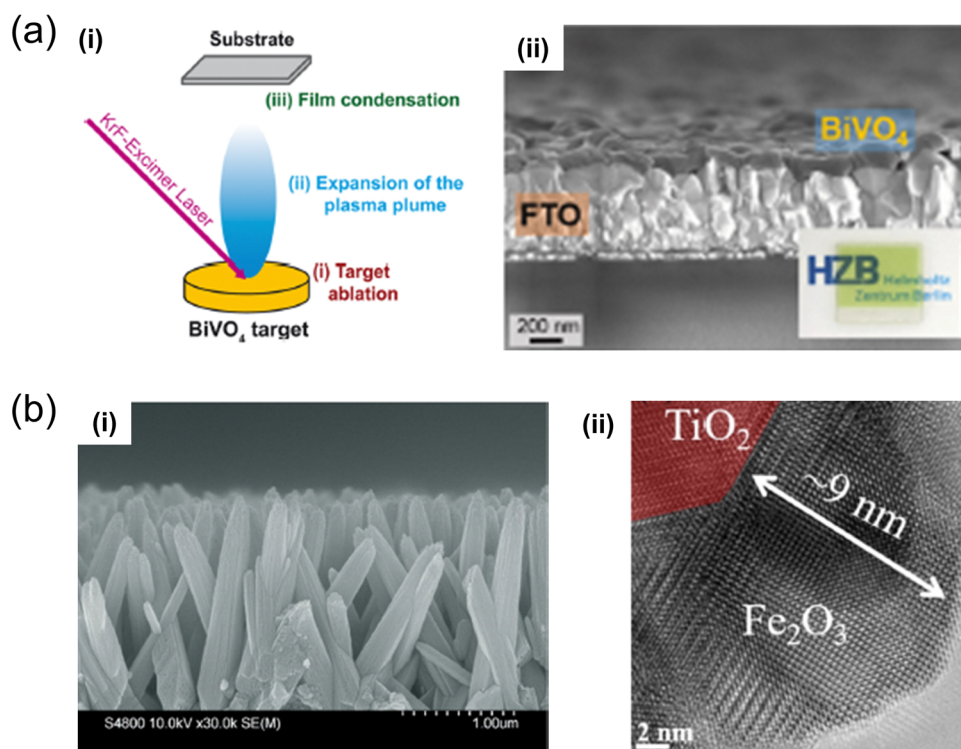 (a)
(i)
Substrate
(iii) Film condensation
KrF-Excimer Laser
(ii) Expansion of the
plasma plume
(i) Target
ablation
BiVO₄ target
(ii)
BiVO₄
FTO
HZB Helmholtz
Zentrum Berlin
200 nm
(b)
(i)
S4800 10.0kV x30.0k SE(M)
1.00um
(ii)
TiO₂
~9 nm
Fe₂O₃
2 nm